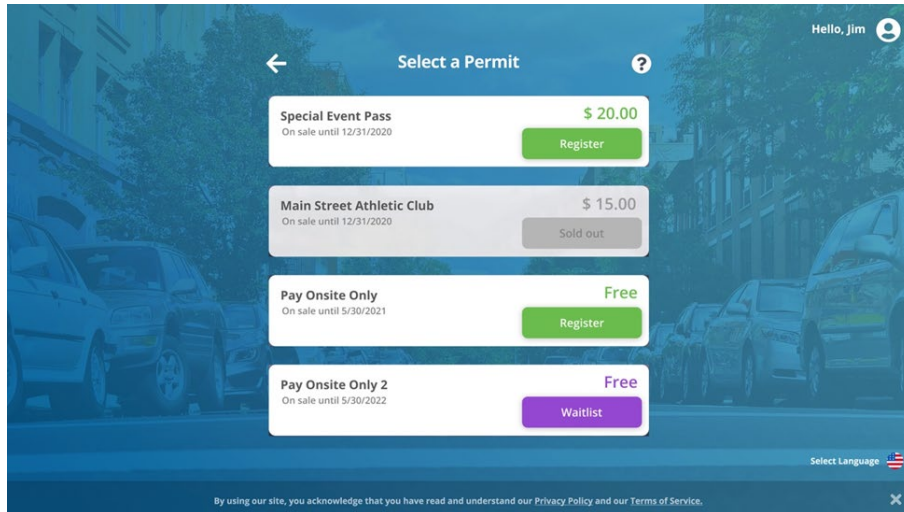 Hello, Jim
Select a Permit
?
Special Event Pass
$ 20.00
On sale until 12/31/2020
Register
Main Street Athletic Club
$ 15.00
On sale until 12/31/2020
Sold out
Pay Onsite Only
Free
On sale until 5/30/2021
Register
Pay Onsite Only 2
Free
On sale until 5/30/2022
Waitlist
Select Language
By using our site, you acknowledge that you have read and understand our Privacy Policy and our Terms of Service.